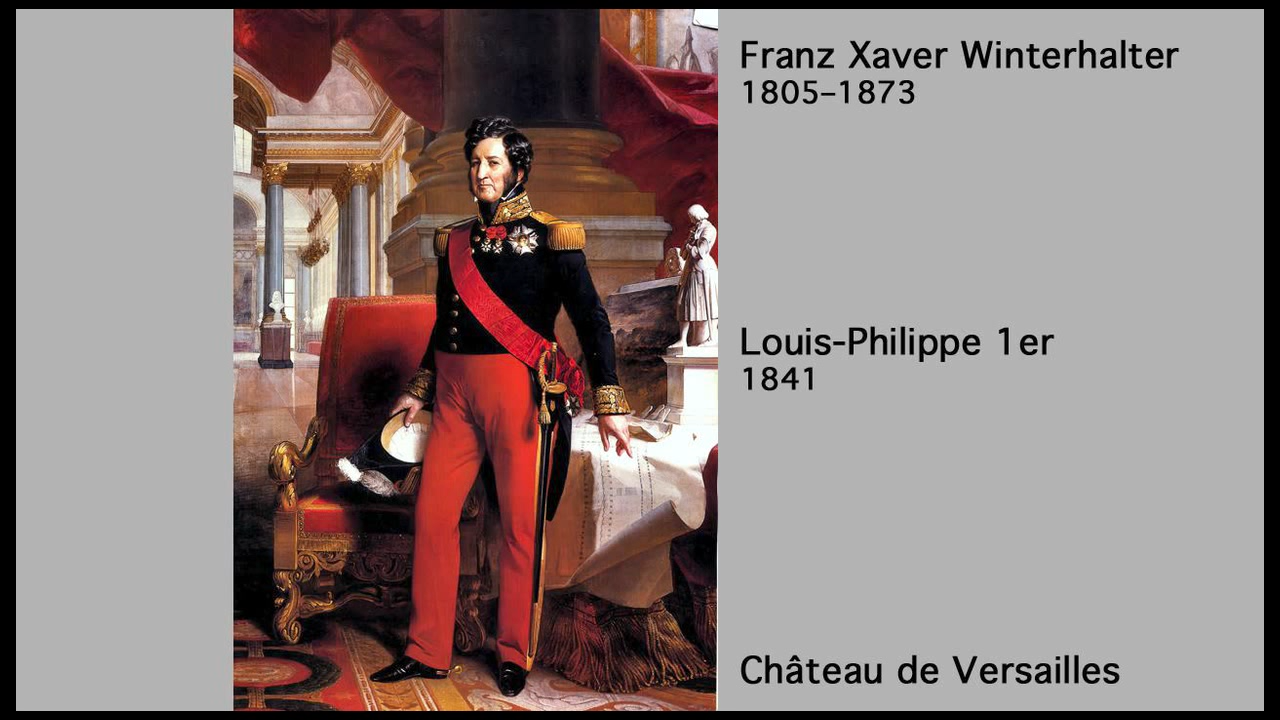 Franz Xaver Winterhalter
1805–1873
Louis-Philippe 1er
1841
Château de Versailles